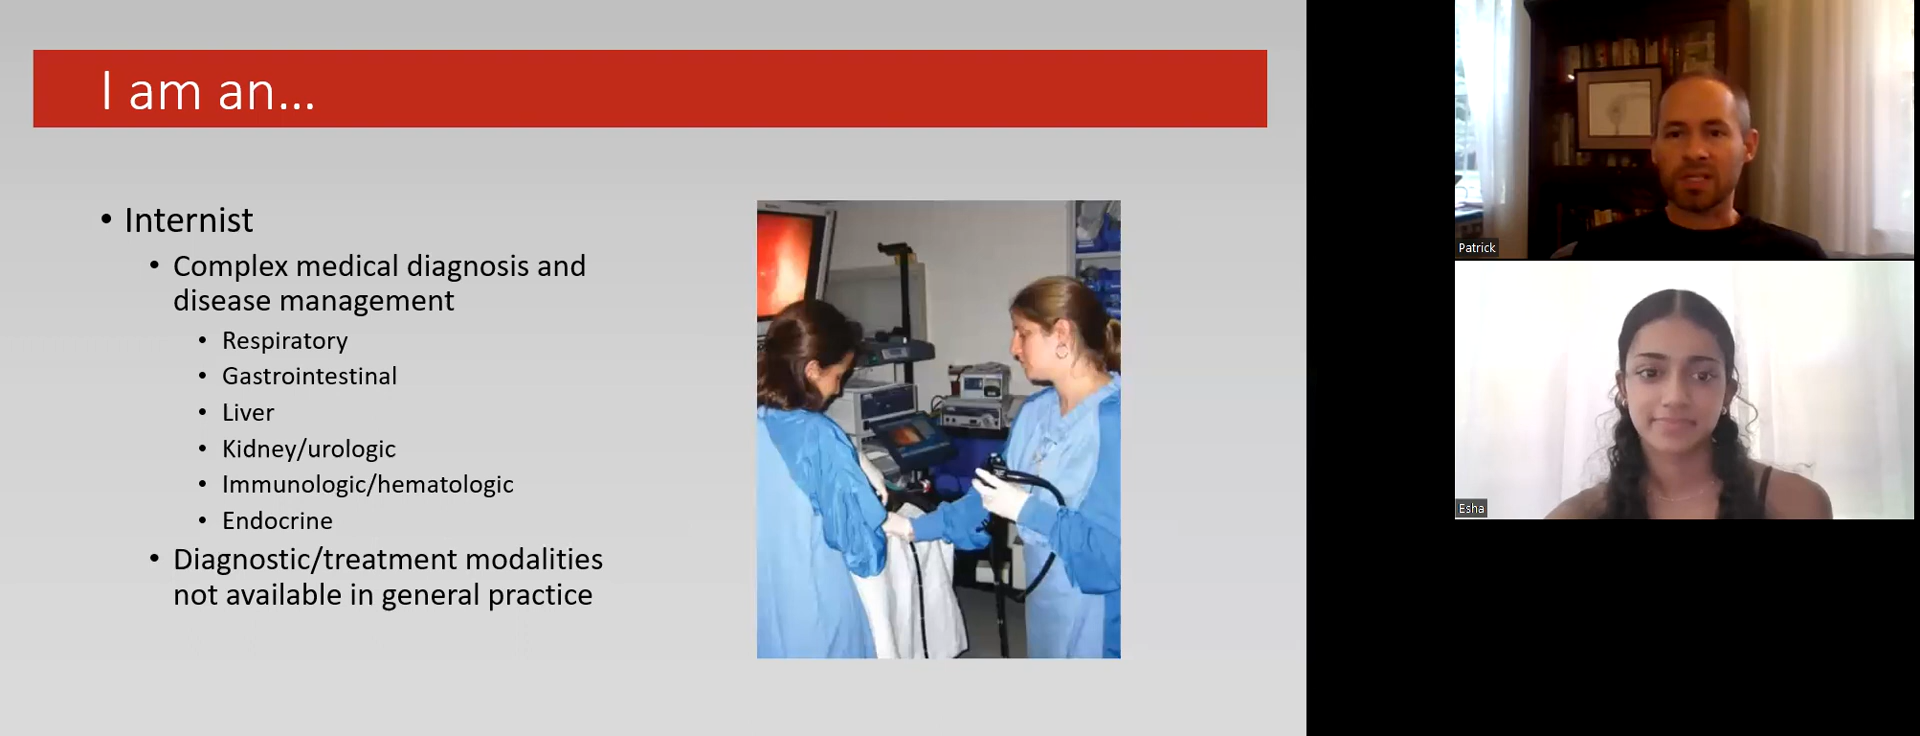 I am an...
• Internist
• Complex medical diagnosis and
disease management
• Respiratory
• Gastrointestinal
• Liver
• Kidney/urologic
• Immunologic/hematologic
• Endocrine
• Diagnostic/treatment modalities
not available in general practice
Patrick
Esha